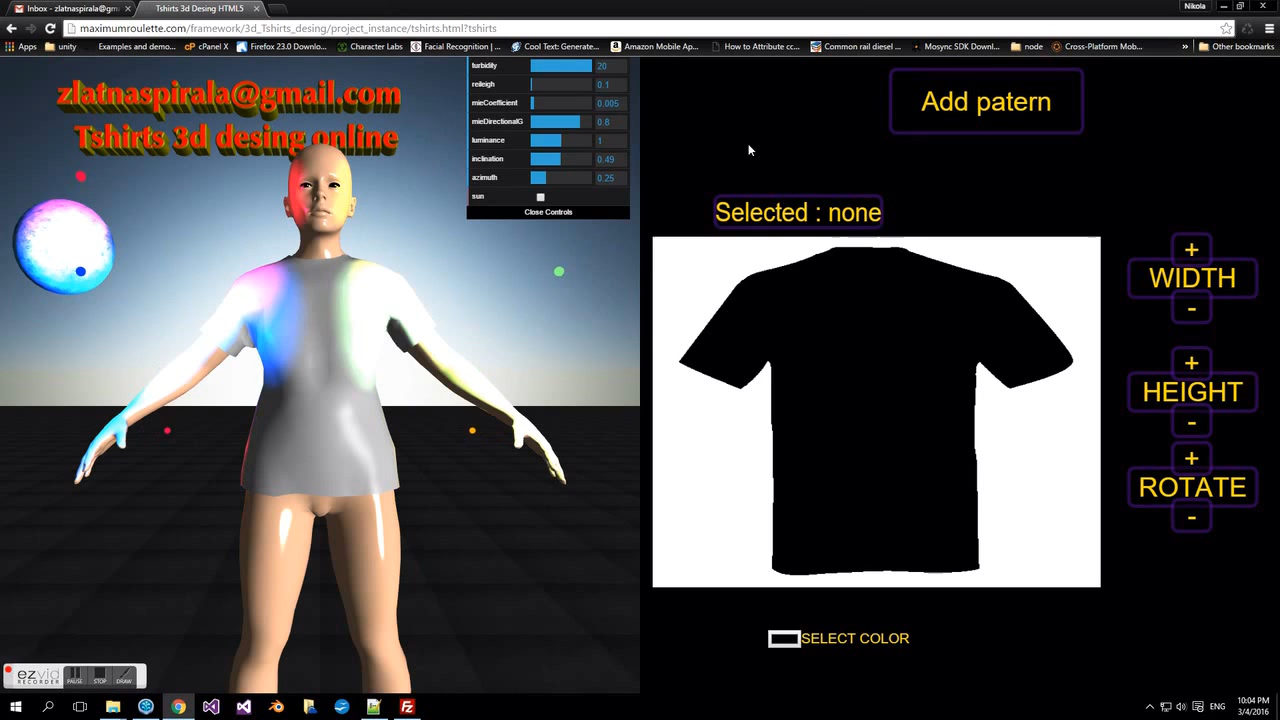 Inbox - zlatnaspirala@gm
Tshirts 3d Desing HTML5
Nikola
maximumroulette.com/framework/3d_Tshirts_desing/project_instance/tshirts.html?tshirts
Apps unity Examples and demo... cPanel X Firefox 23.0 Downlo... Character Labs Facial Recognition |... Cool Text: Generate... Amazon Mobile Ap... How to Attribute cc... Common rail diesel ... Mosync SDK Downl... node Cross-Platform Mob... » Other bookmarks
zlatnaspirala@gmail.com
Tshirts 3d desing online
turbidity 20
reileigh 0.1
mieCoefficient 0.005
mieDirectionalG 0.8
luminance 1
inclination 0.49
azimuth 0.25
sun
Close Controls
Add patern
Selected : none
+
WIDTH
-
+
HEIGHT
-
+
ROTATE
-
SELECT COLOR
ezvid
RECORDER
PAUSE STOP DRAW
ENG
10:04 PM
3/4/2016